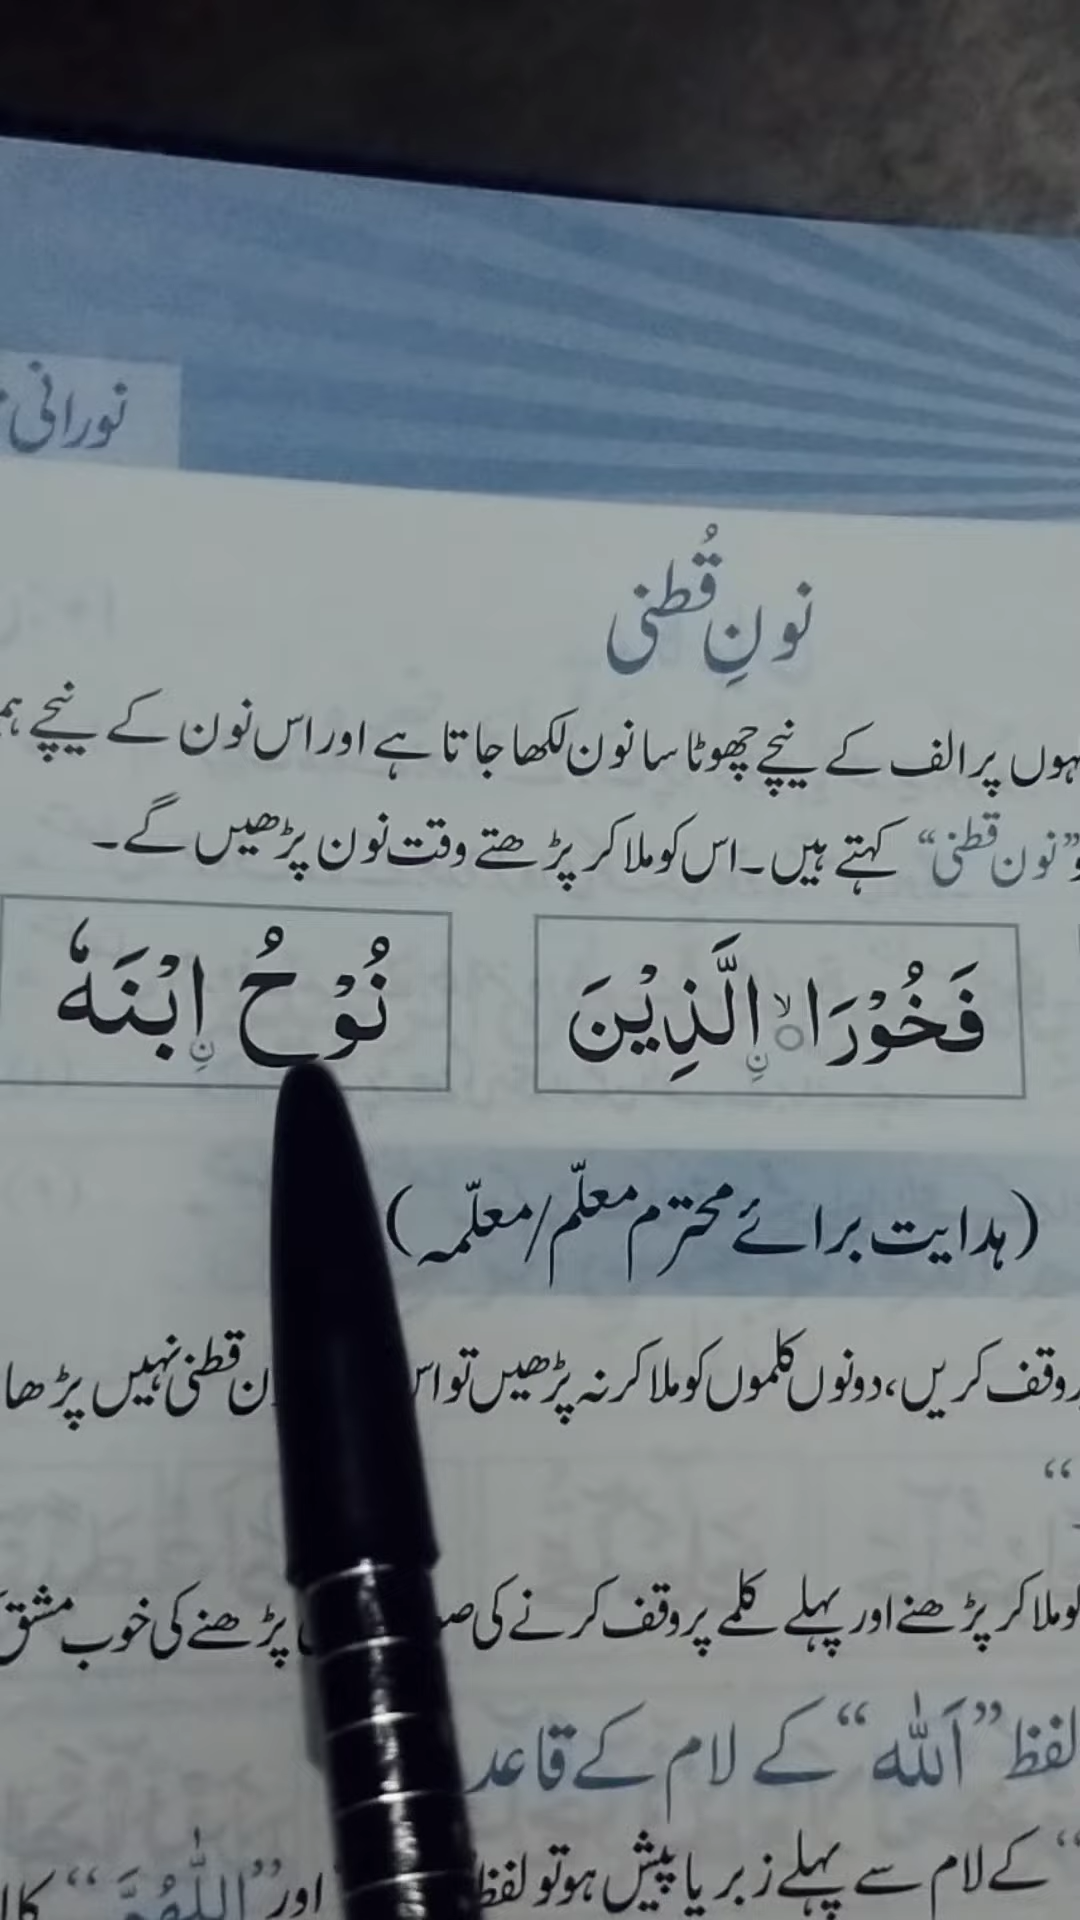 نورانی
نونِ قُطنی
ہوں پر الف کے نیچے چھوٹا سا نون لکھا جاتا ہے اور اس نون کے نیچے
”نون قطنی“ کہتے ہیں۔ اس کو ملا کر پڑھتے وقت نون پڑھیں گے۔
فَخُوْرَا ۙ نِ الَّذِيْنَ
نُوْحُ نِ ابْنَهٗ
(ہدایت برائے محترم معلّم/معلّمہ)
وقف کریں، دونوں کلموں کو ملا کر نہ پڑھیں تو قطنی نہیں پڑھا
“
کو ملا کر پڑھنے اور پہلے کلمے پر وقف کرنے کی پڑھنے کی خوب مشق
لفظ ”اَللّٰه“ کے لام کے قاعد
“ کے لام سے پہلے زبر یا پیش ہو تو لفظ اور ”اَللّٰهُمَّ“ کا